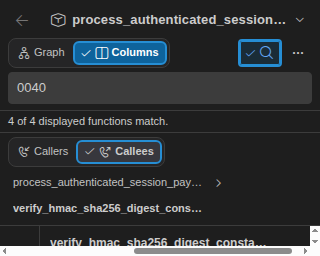 process_authenticated_session...
Graph
Columns
0040
4 of 4 displayed functions match.
Callers
Callees
process_authenticated_session_pay...
verify_hmac_sha256_digest_cons...
verify_hmac_sha256_digest_consta...